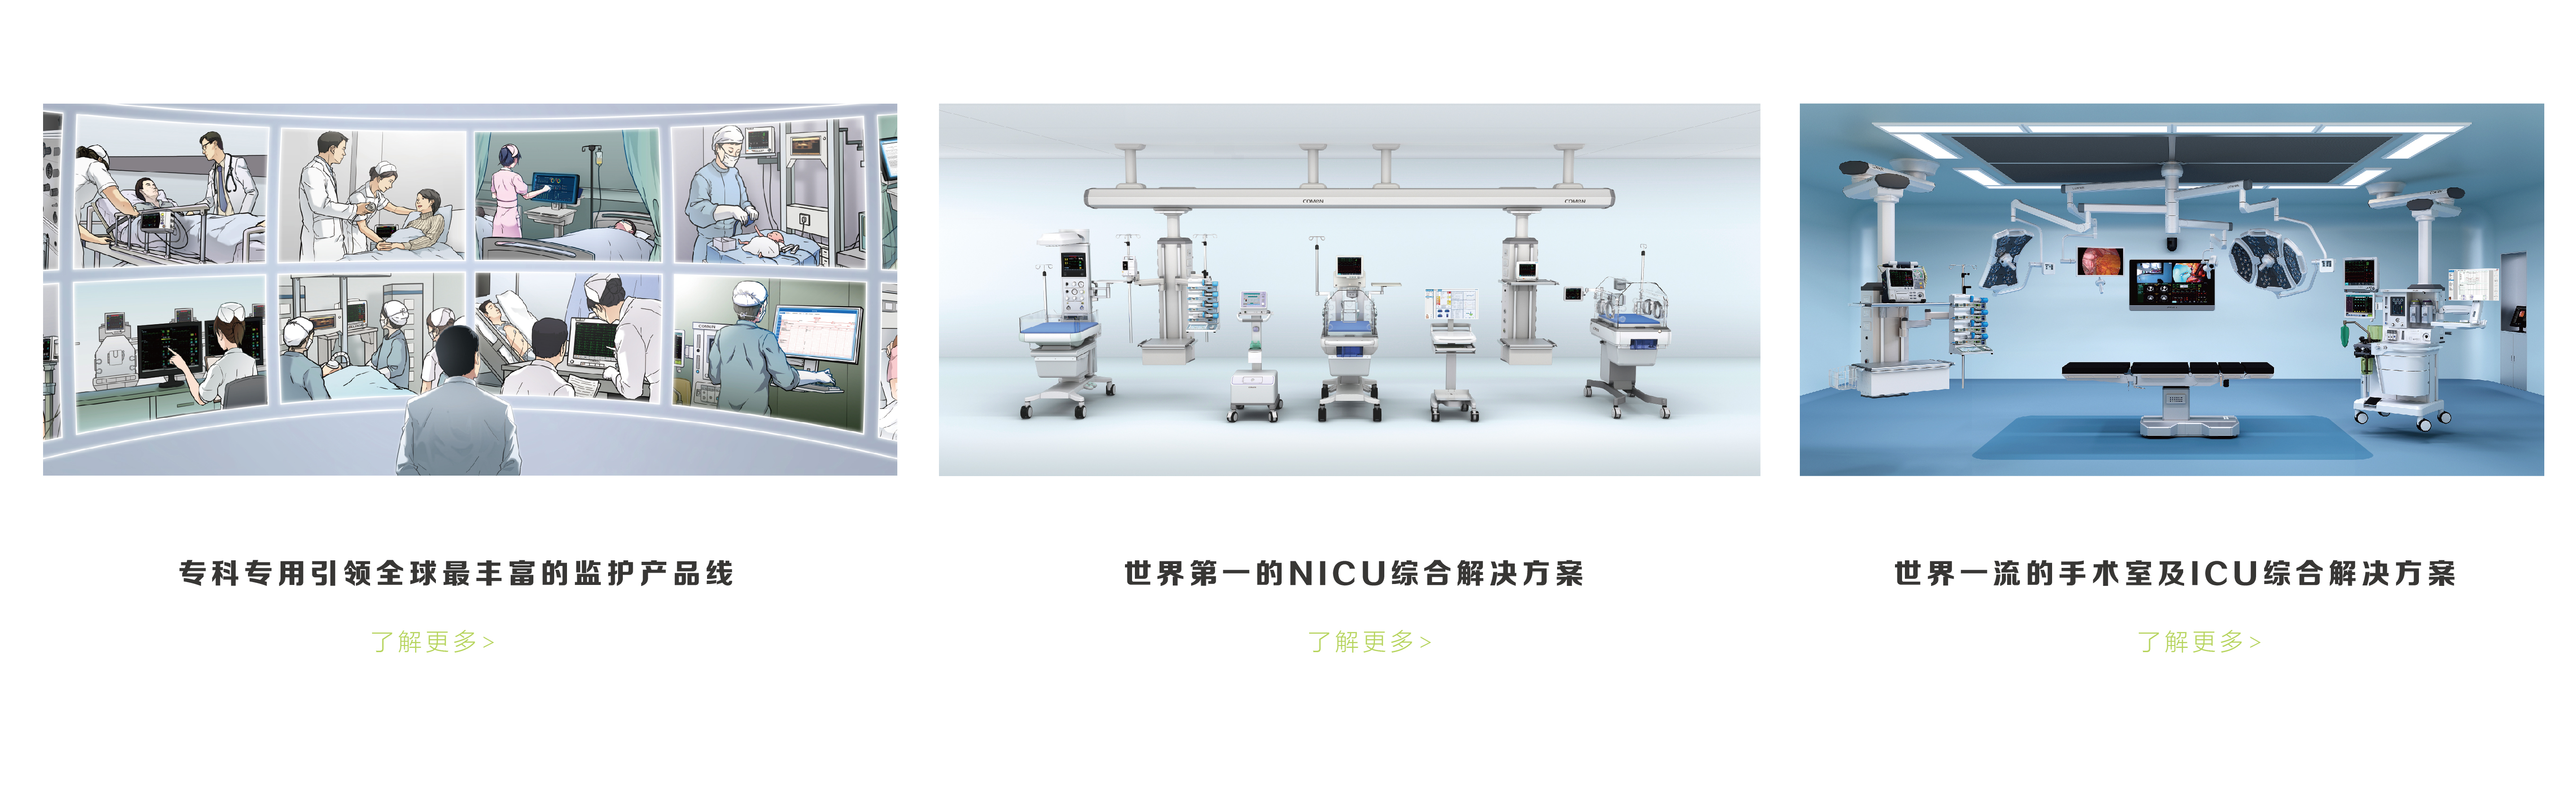 COMEN
COMEN
COMEN
专科专用引领全球最丰富的监护产品线
世界第一的NICU综合解决方案
世界一流的手术室及ICU综合解决方案
了解更多>
了解更多>
了解更多>